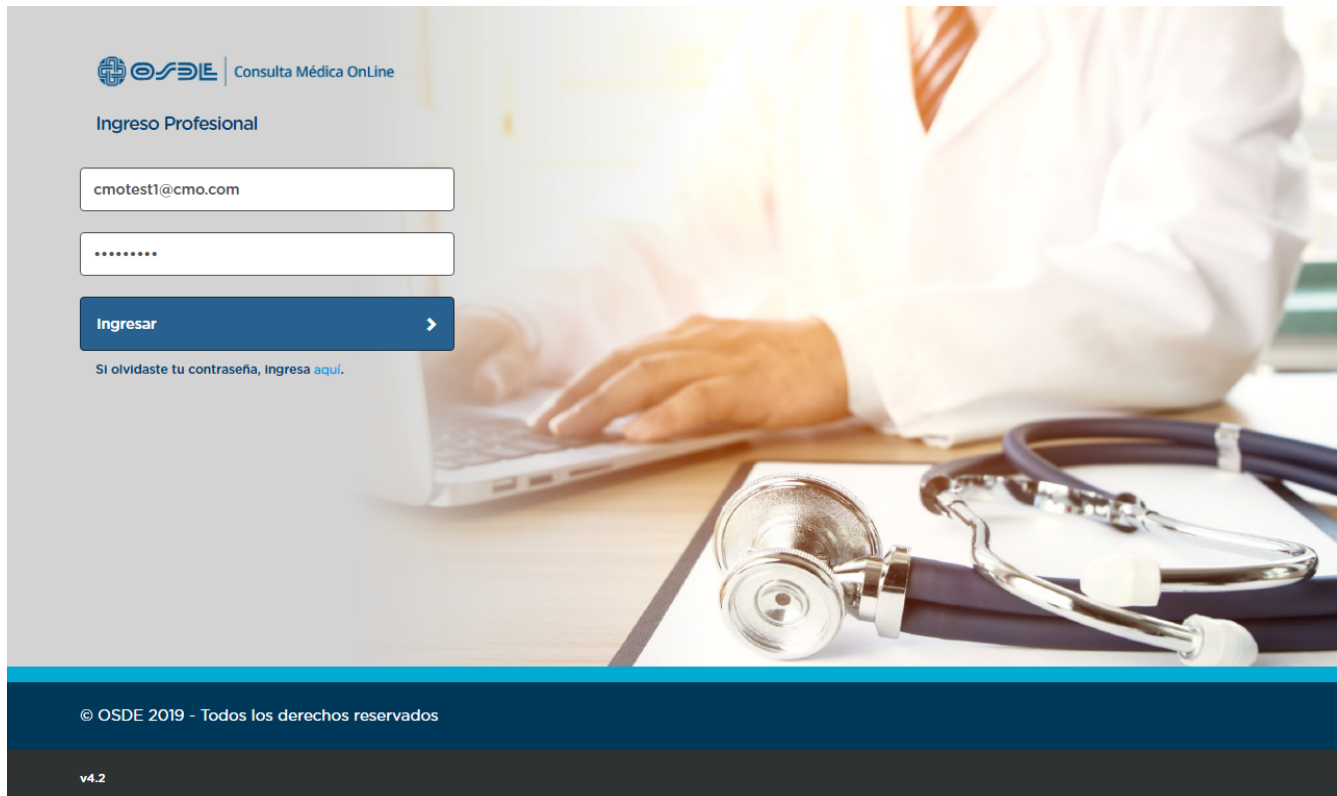 OSDE Consulta Médica OnLine
Ingreso Profesional
cmotest1@cmo.com
•••••••••
Ingresar
Si olvidaste tu contraseña, ingresa aquí.
© OSDE 2019 - Todos los derechos reservados
v4.2